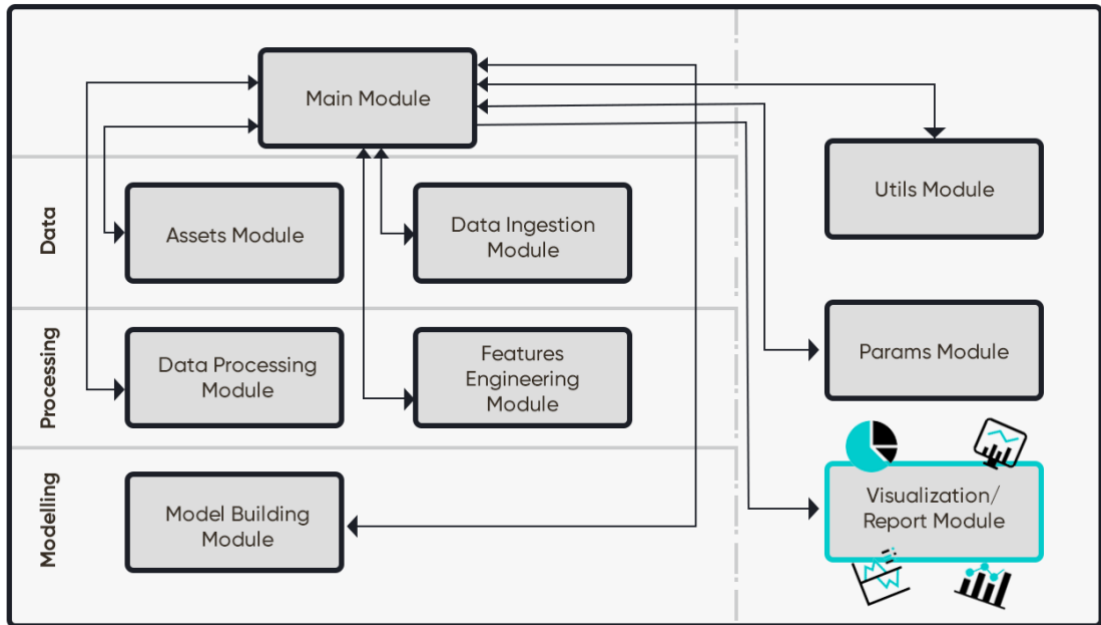 Main Module
Utils Module
Data
Assets Module
Data Ingestion
Module
Params Module
Processing
Data Processing
Module
Features
Engineering
Module
Modelling
Model Building
Module
Visualization/
Report Module